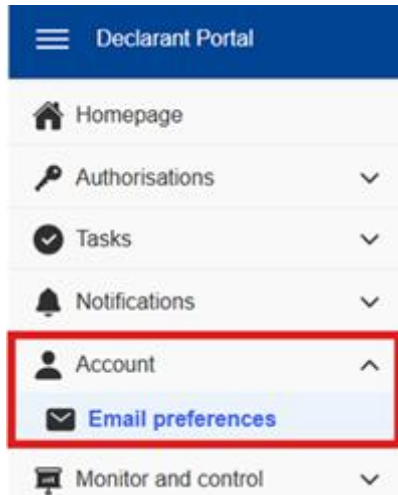 Declarant Portal
Homepage
Authorisations
Tasks
Notifications
Account
Email preferences
Monitor and control